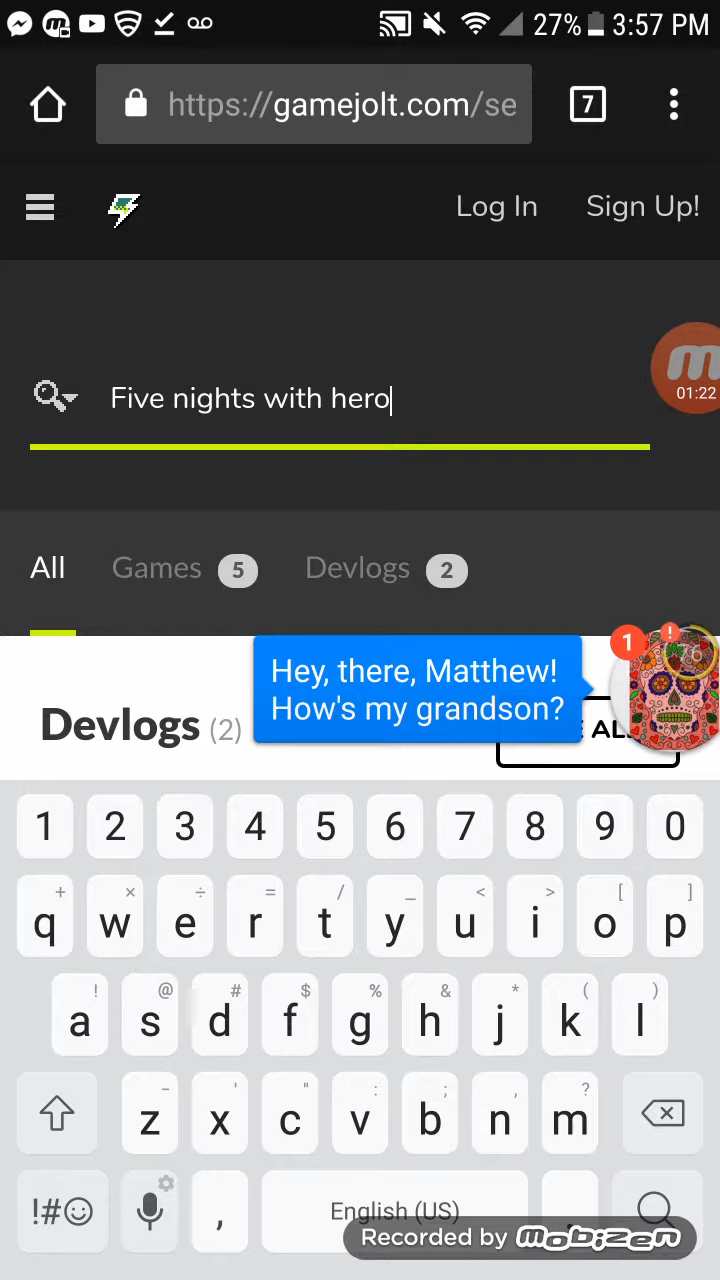 27% 3:57 PM
https://gamejolt.com/se
7
Log In Sign Up!
Five nights with hero
01:22
All Games 5 Devlogs 2
Hey, there, Matthew!
How's my grandson?
1
!
Devlogs (2)
1 2 3 4 5 6 7 8 9 0
+ × ÷ = / _ < > [ ]
q w e r t y u i o p
! @ # $ % & * ( )
a s d f g h j k l
- ' " : ; , ?
z x c v b n m
!#☺ , English (US) .
Recorded by mobizen